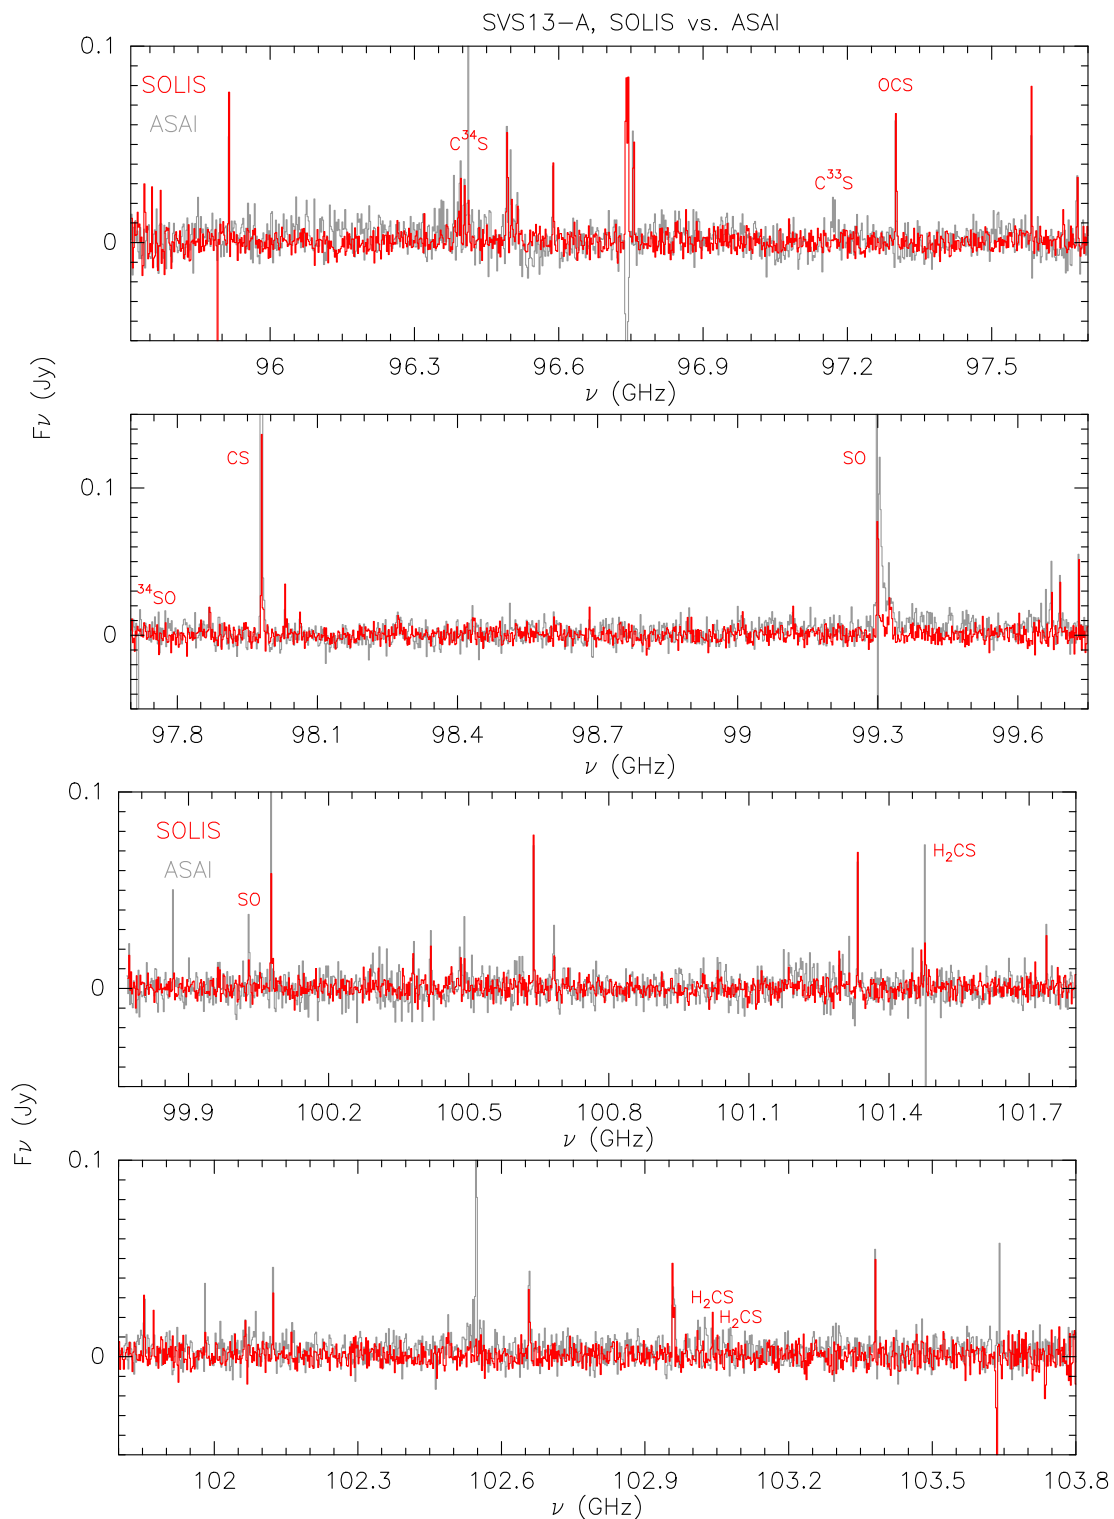 SVS13-A, SOLIS vs. ASAI
0.1
SOLIS
ASAI
C³⁴S
C³³S
OCS
0
96 96.3 96.6 96.9 97.2 97.5
ν (GHz)
Fν (Jy)
CS
SO
0.1
³⁴SO
0
97.8 98.1 98.4 98.7 99 99.3 99.6
ν (GHz)
0.1
SOLIS
ASAI
SO
H₂CS
0
99.9 100.2 100.5 100.8 101.1 101.4 101.7
ν (GHz)
Fν (Jy)
0.1
H₂CS
H₂CS
0
102 102.3 102.6 102.9 103.2 103.5 103.8
ν (GHz)